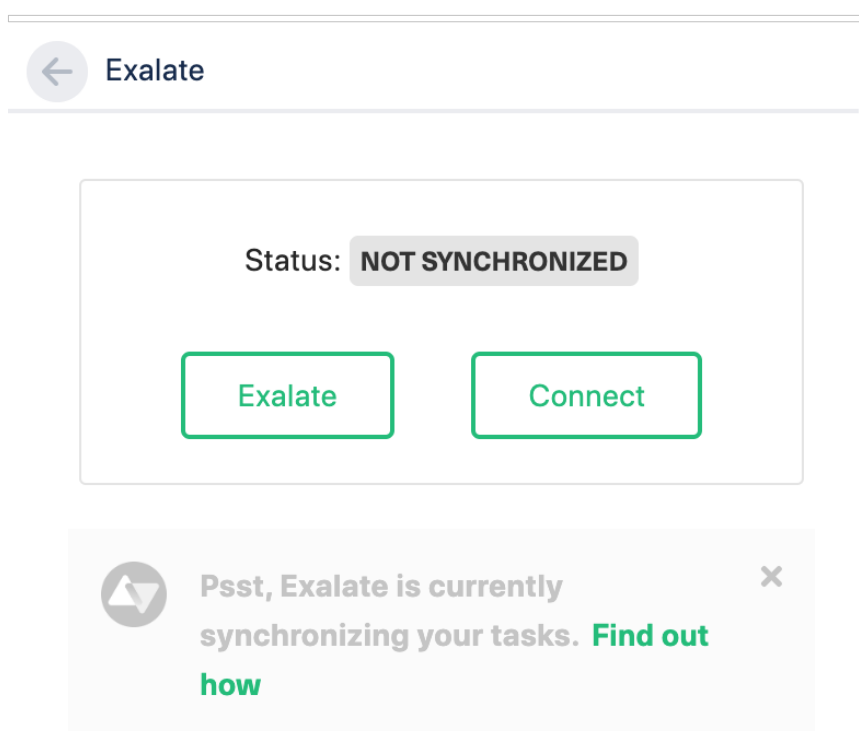 Exalate
Status: NOT SYNCHRONIZED
Exalate Connect
Psst, Exalate is currently
synchronizing your tasks. Find out
how